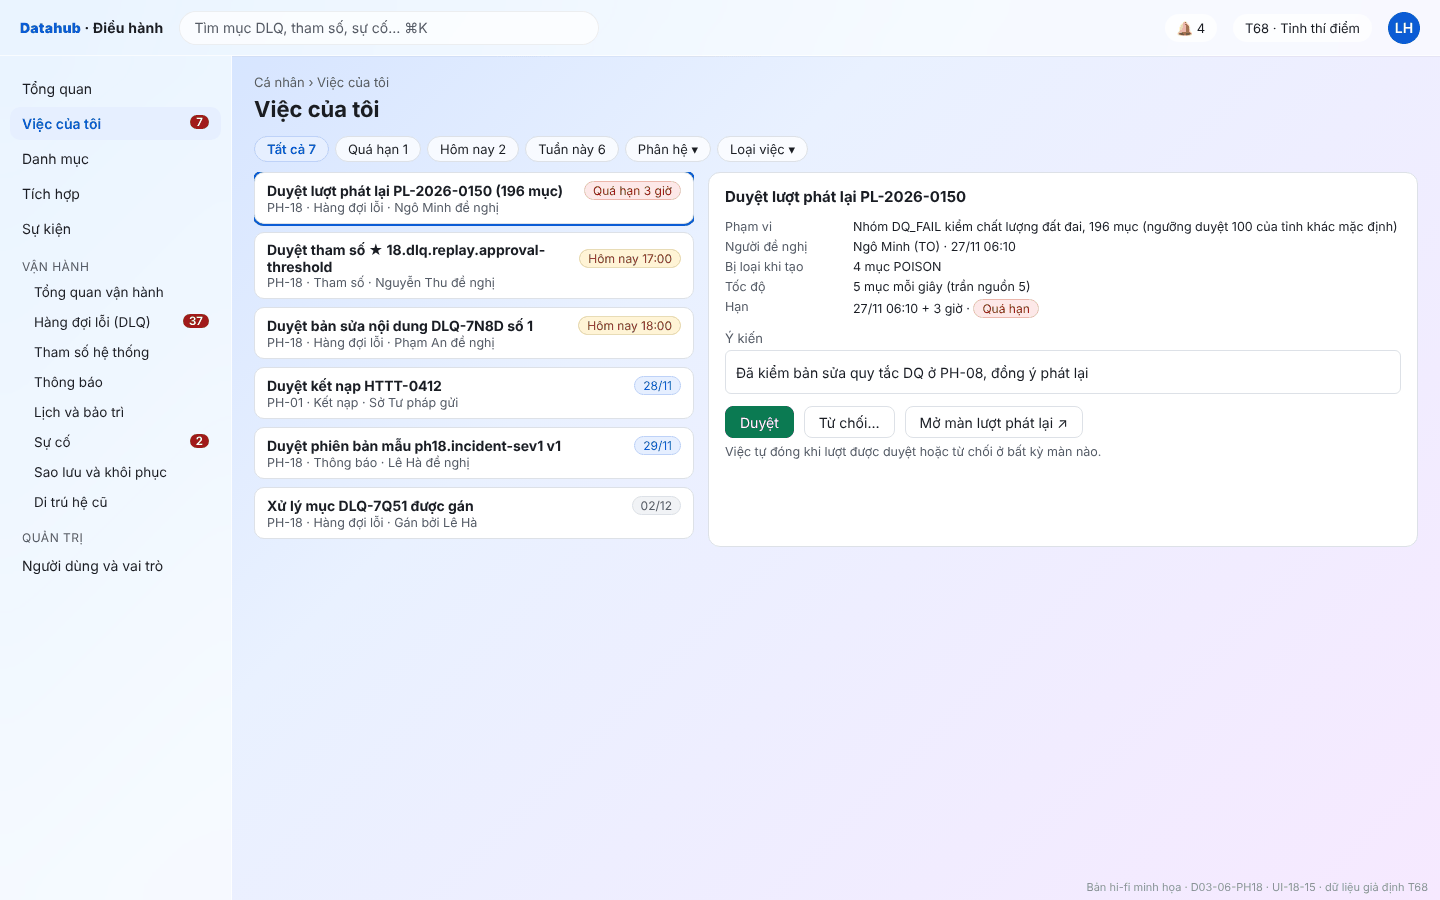 Datahub · Điều hành
Tìm mục DLQ, tham số, sự cố… ⌘K
4
T68 · Tỉnh thí điểm
LH
Tổng quan
Việc của tôi 7
Danh mục
Tích hợp
Sự kiện
VẬN HÀNH
Tổng quan vận hành
Hàng đợi lỗi (DLQ) 37
Tham số hệ thống
Thông báo
Lịch và bảo trì
Sự cố 2
Sao lưu và khôi phục
Di trú hệ cũ
QUẢN TRỊ
Người dùng và vai trò
Cá nhân › Việc của tôi
Việc của tôi
Tất cả 7
Quá hạn 1
Hôm nay 2
Tuần này 6
Phân hệ ▾
Loại việc ▾
Duyệt lượt phát lại PL-2026-0150 (196 mục)
Quá hạn 3 giờ
PH-18 · Hàng đợi lỗi · Ngô Minh đề nghị
Duyệt tham số ★ 18.dlq.replay.approval-
threshold
Hôm nay 17:00
PH-18 · Tham số · Nguyễn Thu đề nghị
Duyệt bản sửa nội dung DLQ-7N8D số 1
Hôm nay 18:00
PH-18 · Hàng đợi lỗi · Phạm An đề nghị
Duyệt kết nạp HTTT-0412
28/11
PH-01 · Kết nạp · Sở Tư pháp gửi
Duyệt phiên bản mẫu ph18.incident-sev1 v1
29/11
PH-18 · Thông báo · Lê Hà đề nghị
Xử lý mục DLQ-7Q51 được gán
02/12
PH-18 · Hàng đợi lỗi · Gán bởi Lê Hà
Duyệt lượt phát lại PL-2026-0150
Phạm vi Nhóm DQ_FAIL kiểm chất lượng đất đai, 196 mục (ngưỡng duyệt 100 của tỉnh khác mặc định)
Người đề nghị Ngô Minh (TO) · 27/11 06:10
Bị loại khi tạo 4 mục POISON
Tốc độ 5 mục mỗi giây (trần nguồn 5)
Hạn 27/11 06:10 + 3 giờ · Quá hạn
Ý kiến
Đã kiểm bản sửa quy tắc DQ ở PH-08, đồng ý phát lại
Duyệt
Từ chối…
Mở màn lượt phát lại ↗
Việc tự đóng khi lượt được duyệt hoặc từ chối ở bất kỳ màn nào.
Bản hi-fi minh họa · D03-06-PH18 · UI-18-15 · dữ liệu giả định T68